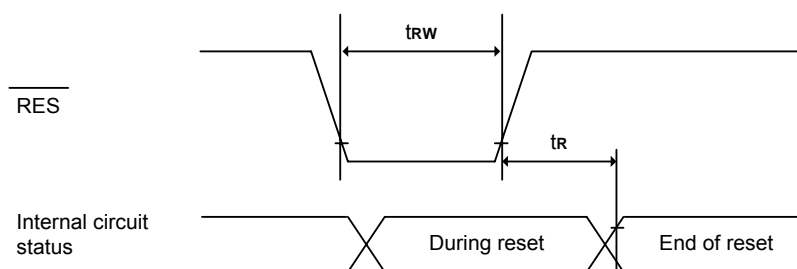 tRW
RES
tR
Internal circuit
status
During reset
End of reset